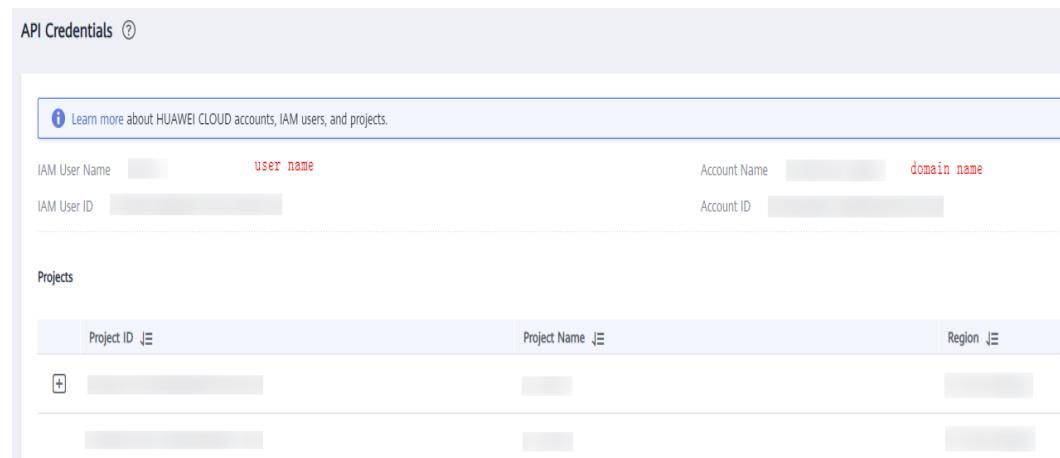 API Credentials ?
Learn more about HUAWEI CLOUD accounts, IAM users, and projects.
IAM User Name user name Account Name domain name
IAM User ID Account ID
Projects
Project ID Project Name Region